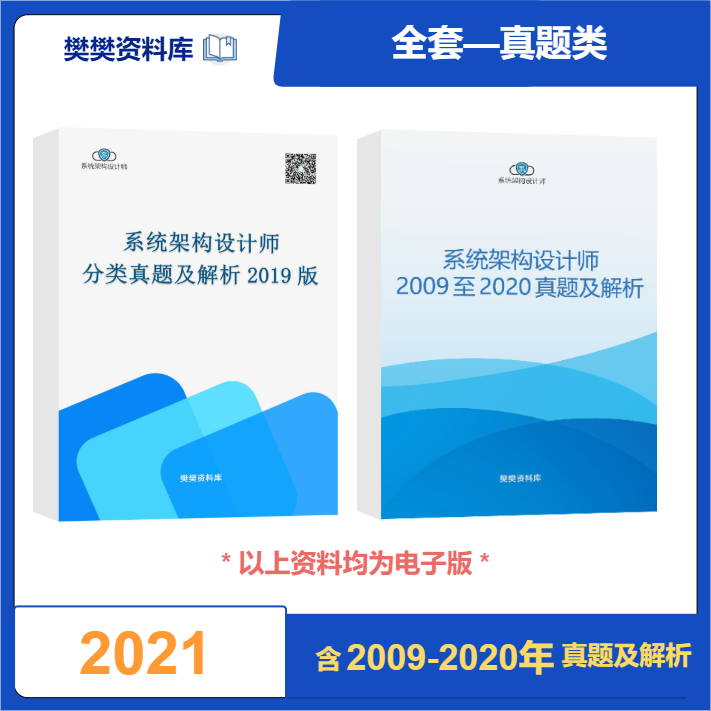 樊樊资料库
全套—真题类
系统架构设计师
系统架构设计师
分类真题及解析 2019 版
樊樊资料库
系统架构设计师
系统架构设计师
2009 至 2020 真题及解析
樊樊资料库
* 以上资料均为电子版 *
2021
含 2009-2020年 真题及解析